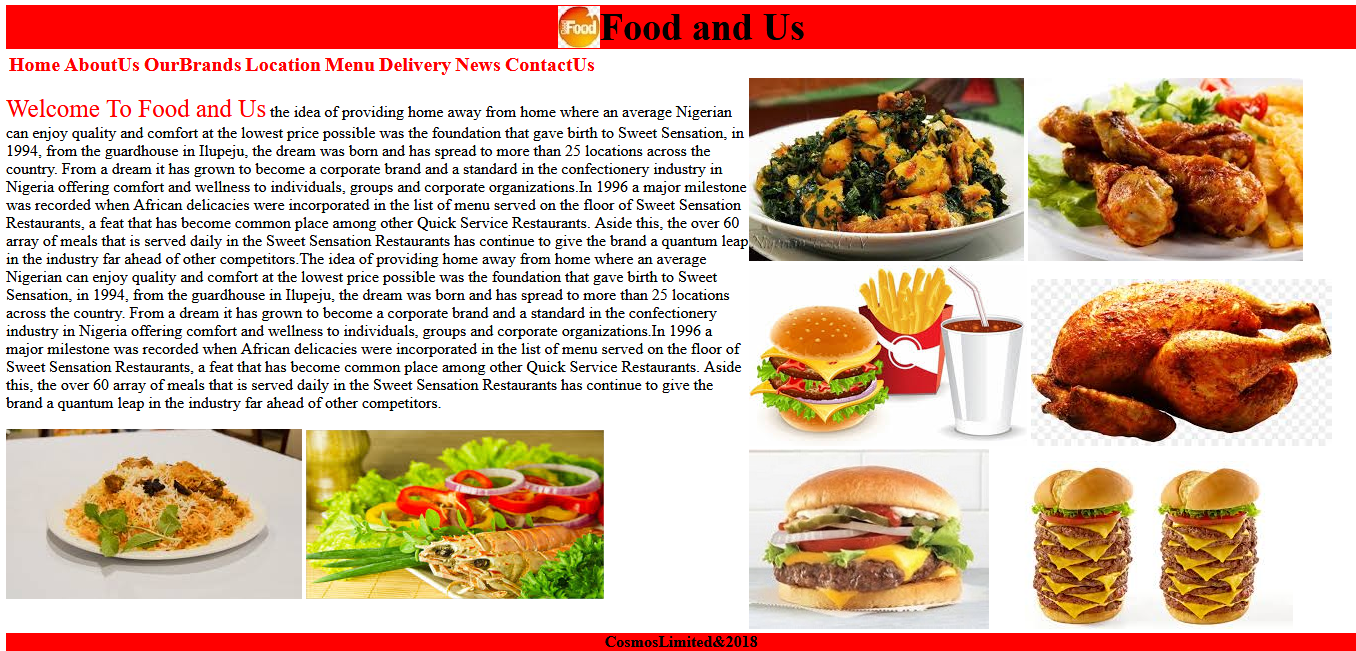 Food
Food and Us
Home AboutUs OurBrands Location Menu Delivery News ContactUs
Welcome To Food and Us the idea of providing home away from home where an average Nigerian
can enjoy quality and comfort at the lowest price possible was the foundation that gave birth to Sweet Sensation, in
1994, from the guardhouse in Ilupeju, the dream was born and has spread to more than 25 locations across the
country. From a dream it has grown to become a corporate brand and a standard in the confectionery industry in
Nigeria offering comfort and wellness to individuals, groups and corporate organizations.In 1996 a major milestone
was recorded when African delicacies were incorporated in the list of menu served on the floor of Sweet Sensation
Restaurants, a feat that has become common place among other Quick Service Restaurants. Aside this, the over 60
array of meals that is served daily in the Sweet Sensation Restaurants has continue to give the brand a quantum leap
in the industry far ahead of other competitors.The idea of providing home away from home where an average
Nigerian can enjoy quality and comfort at the lowest price possible was the foundation that gave birth to Sweet
Sensation, in 1994, from the guardhouse in Ilupeju, the dream was born and has spread to more than 25 locations
across the country. From a dream it has grown to become a corporate brand and a standard in the confectionery
industry in Nigeria offering comfort and wellness to individuals, groups and corporate organizations.In 1996 a
major milestone was recorded when African delicacies were incorporated in the list of menu served on the floor of
Sweet Sensation Restaurants, a feat that has become common place among other Quick Service Restaurants. Aside
this, the over 60 array of meals that is served daily in the Sweet Sensation Restaurants has continue to give the
brand a quantum leap in the industry far ahead of other competitors.
Nigerian Food TV
CosmosLimited&2018